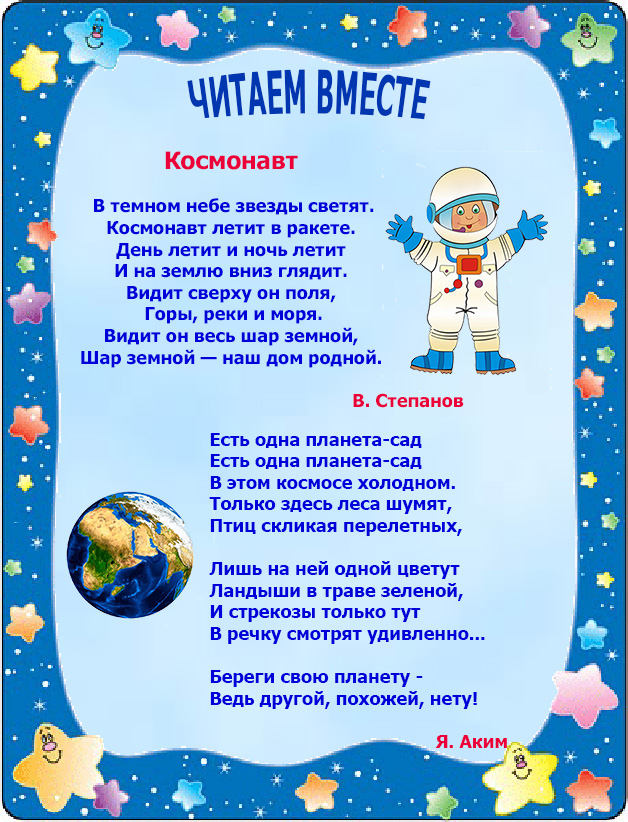 ЧИТАЕМ ВМЕСТЕ
Космонавт
В темном небе звезды светят.
Космонавт летит в ракете.
День летит и ночь летит
И на землю вниз глядит.
Видит сверху он поля,
Горы, реки и моря.
Видит он весь шар земной,
Шар земной — наш дом родной.
В. Степанов
Есть одна планета-сад
Есть одна планета-сад
В этом космосе холодном.
Только здесь леса шумят,
Птиц скликая перелетных,
Лишь на ней одной цветут
Ландыши в траве зеленой,
И стрекозы только тут
В речку смотрят удивленно...
Береги свою планету -
Ведь другой, похожей, нету!
Я. Аким